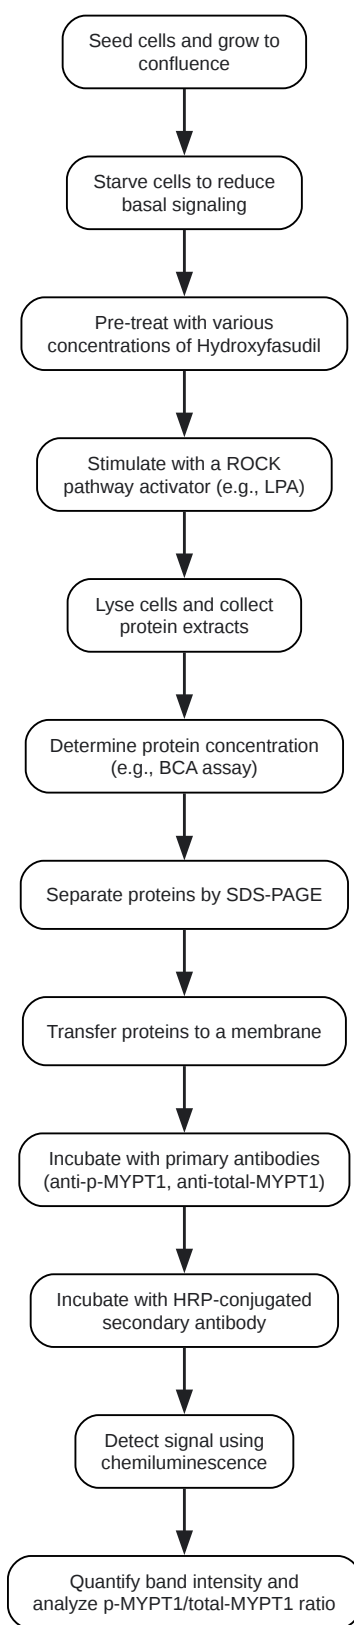 Seed cells and grow to
confluence
Starve cells to reduce
basal signaling
Pre-treat with various
concentrations of Hydroxyfasudil
Stimulate with a ROCK
pathway activator (e.g., LPA)
Lyse cells and collect
protein extracts
Determine protein concentration
(e.g., BCA assay)
Separate proteins by SDS-PAGE
Transfer proteins to a membrane
Incubate with primary antibodies
(anti-p-MYPT1, anti-total-MYPT1)
Incubate with HRP-conjugated
secondary antibody
Detect signal using
chemiluminescence
Quantify band intensity and
analyze p-MYPT1/total-MYPT1 ratio